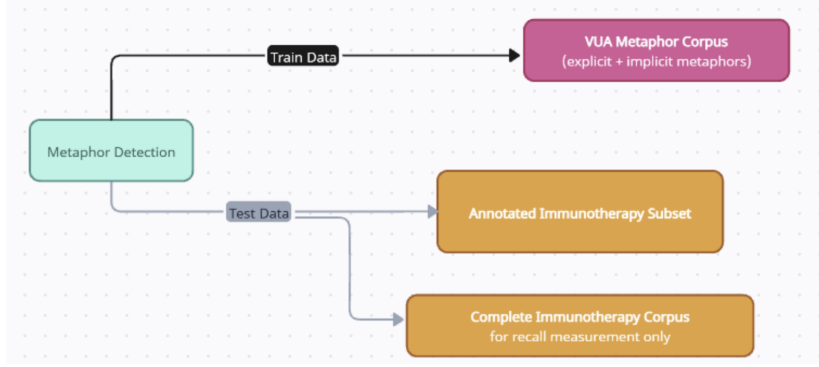 VUA Metaphor Corpus
Train Data
(explicit + implicit metaphors)
Metaphor Detection
Test Data
Annotated Immunotherapy Subset
Complete Immunotherapy Corpus
for recall measurement only